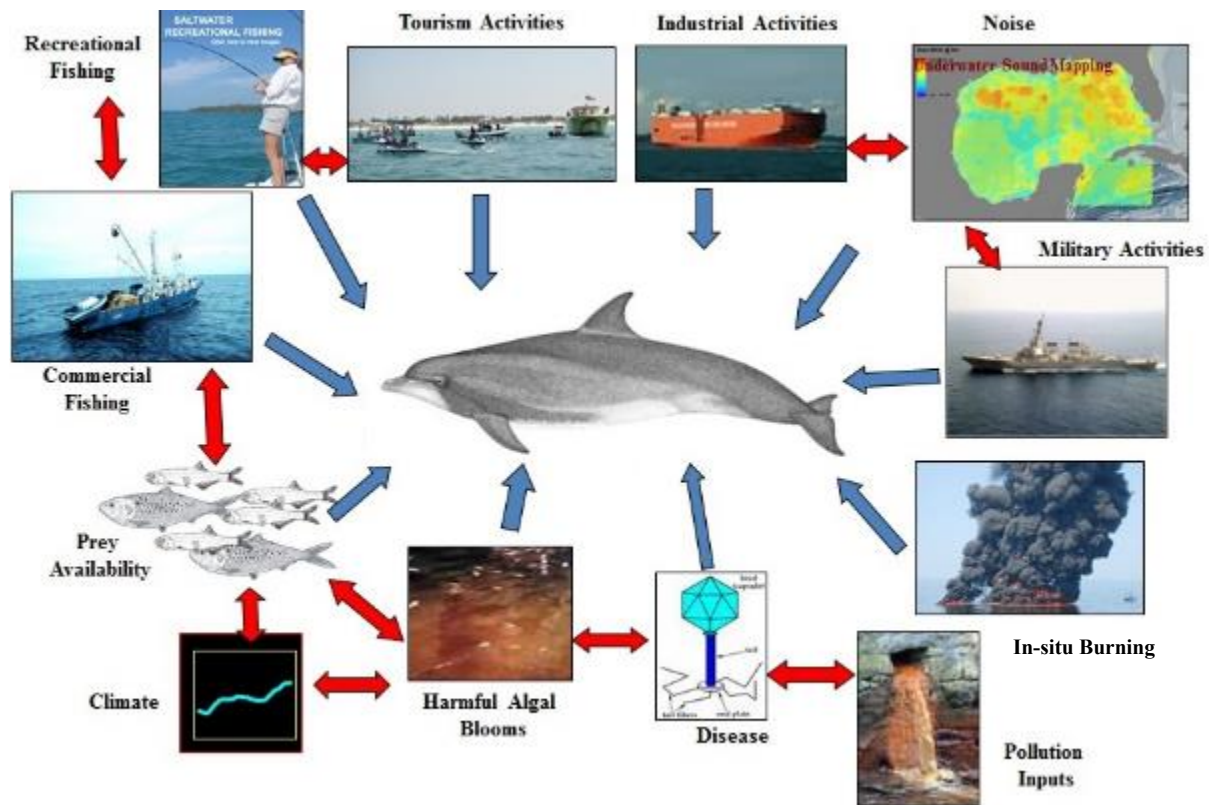 Recreational
Fishing
SALTWATER
RECREATIONAL FISHING
Tourism Activities
Industrial Activities
Noise
Underwater Sound Mapping
Military Activities
Commercial
Fishing
Prey
Availability
Climate
Harmful Algal
Blooms
tail
Disease
In-situ Burning
Pollution
Inputs